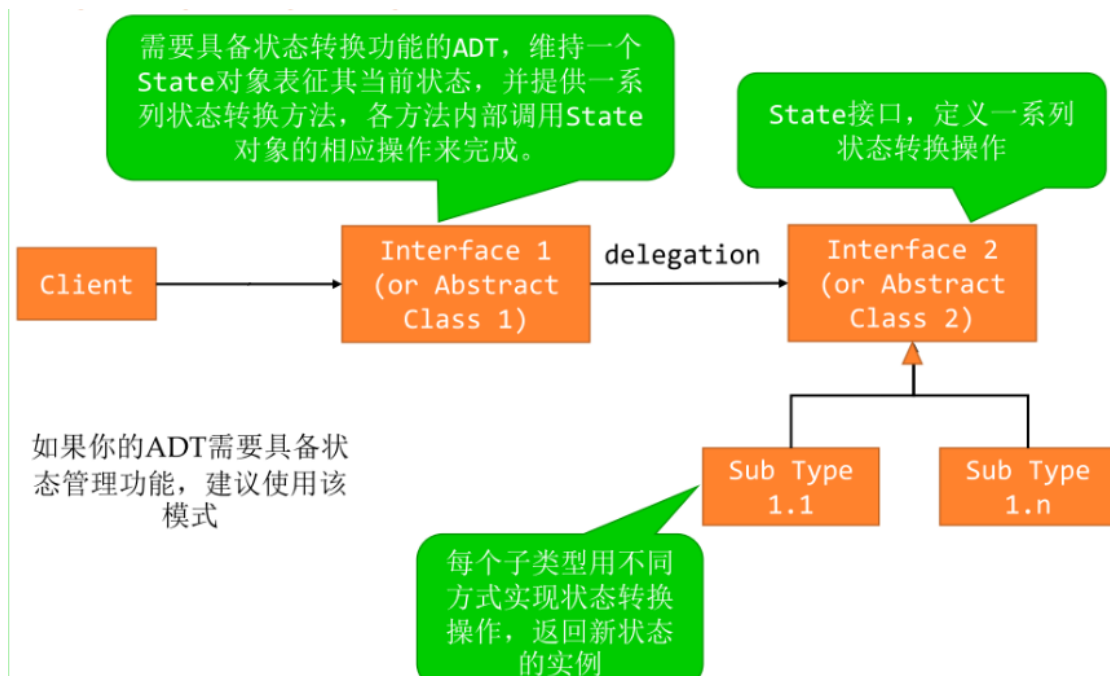 需要具备状态转换功能的ADT，维持一个
State对象表征其当前状态，并提供一系
列状态转换方法，各方法内部调用State
对象的相应操作来完成。
State接口，定义一系列
状态转换操作
Client
Interface 1
(or Abstract
Class 1)
delegation
Interface 2
(or Abstract
Class 2)
如果你的ADT需要具备状
态管理功能，建议使用该
模式
Sub Type
1.1
Sub Type
1.n
每个子类型用不同
方式实现状态转换
操作，返回新状态
的实例